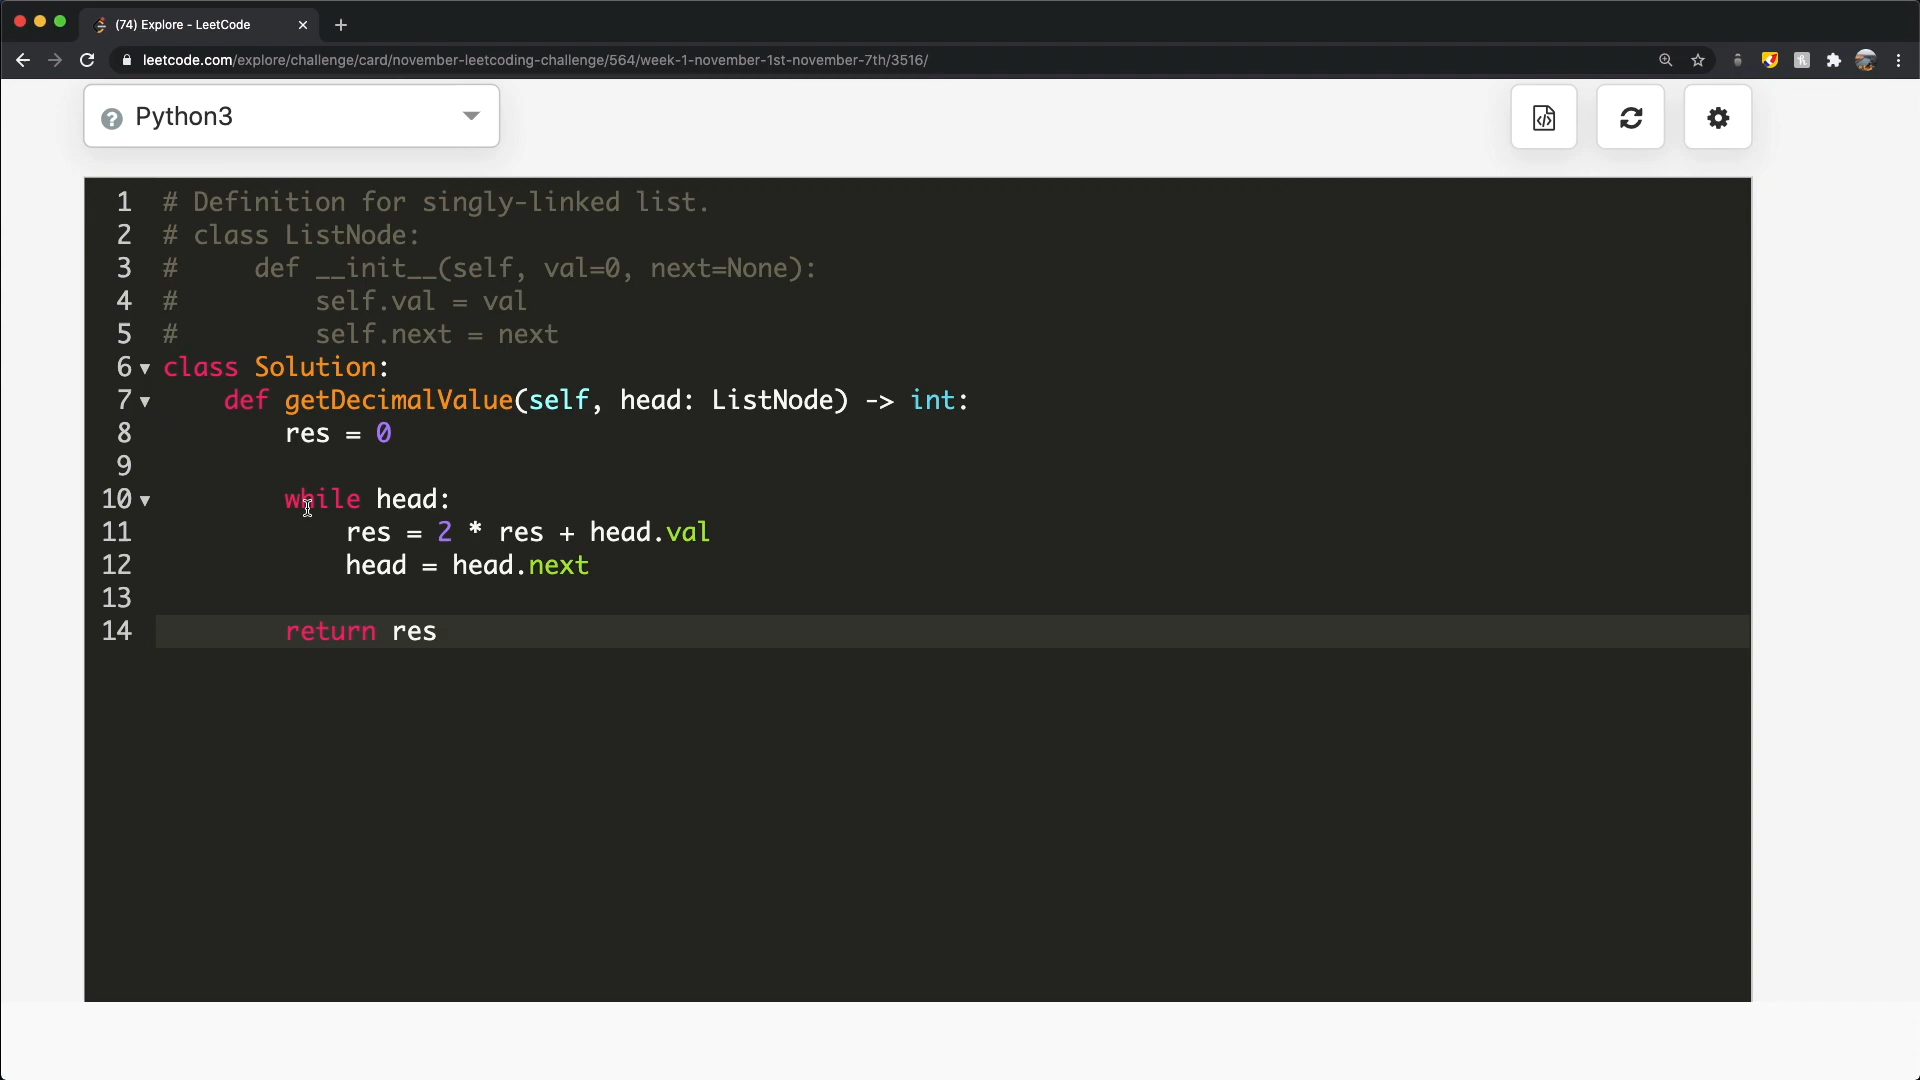 (74) Explore - LeetCode
leetcode.com/explore/challenge/card/november-leetcoding-challenge/564/week-1-november-1st-november-7th/3516/
Python3
1 # Definition for singly-linked list.
2 # class ListNode:
3 #     def __init__(self, val=0, next=None):
4 #         self.val = val
5 #         self.next = next
6 class Solution:
7     def getDecimalValue(self, head: ListNode) -> int:
8         res = 0
9
10         while head:
11             res = 2 * res + head.val
12             head = head.next
13
14         return res